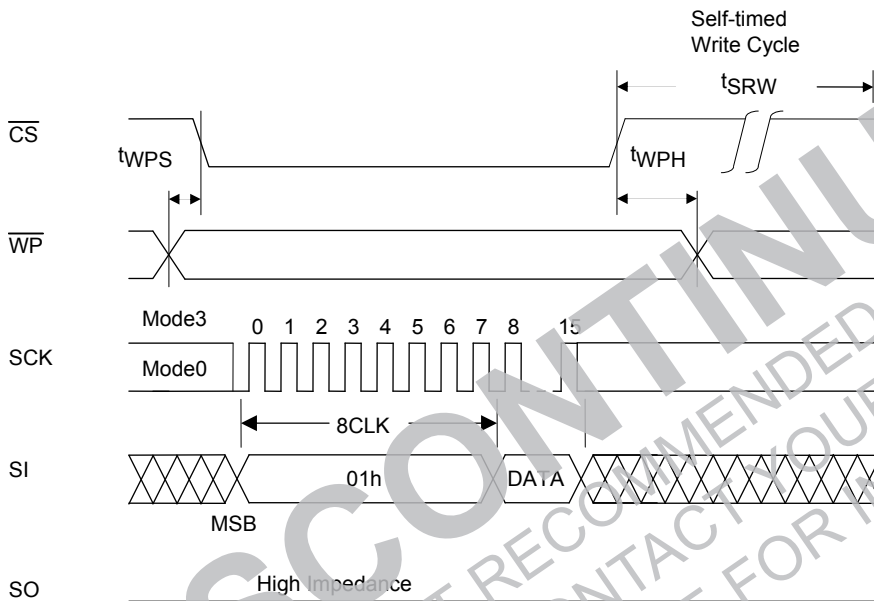 Self-timed
Write Cycle
tSRW
CS
tWPS
tWPH
WP
Mode3
0 1 2 3 4 5 6 7 8 15
SCK
Mode0
8CLK
SI
01h
DATA
MSB
SO
High Impedance